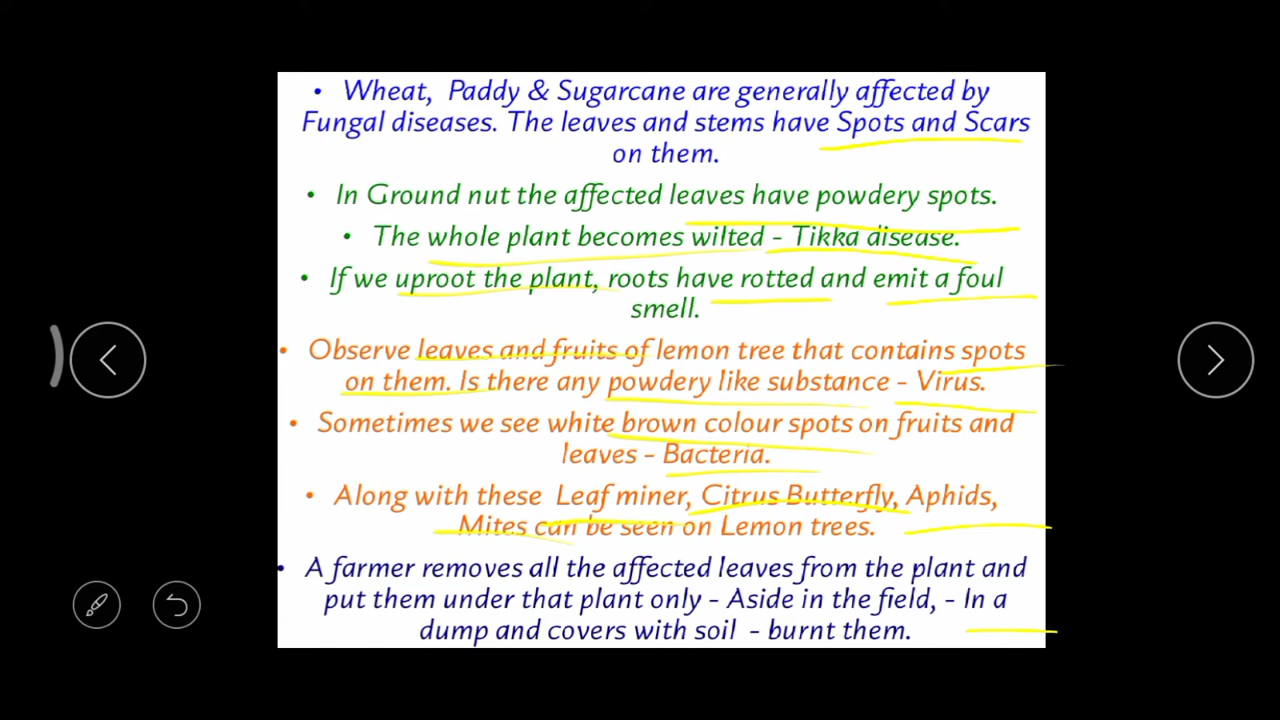 • Wheat, Paddy & Sugarcane are generally affected by
Fungal diseases. The leaves and stems have Spots and Scars
on them.
• In Ground nut the affected leaves have powdery spots.
• The whole plant becomes wilted - Tikka disease.
• If we uproot the plant, roots have rotted and emit a foul
smell.
• Observe leaves and fruits of lemon tree that contains spots
on them. Is there any powdery like substance - Virus.
• Sometimes we see white brown colour spots on fruits and
leaves - Bacteria.
• Along with these Leaf miner, Citrus Butterfly, Aphids,
Mites can be seen on Lemon trees.
• A farmer removes all the affected leaves from the plant and
put them under that plant only - Aside in the field, - In a
dump and covers with soil - burnt them.